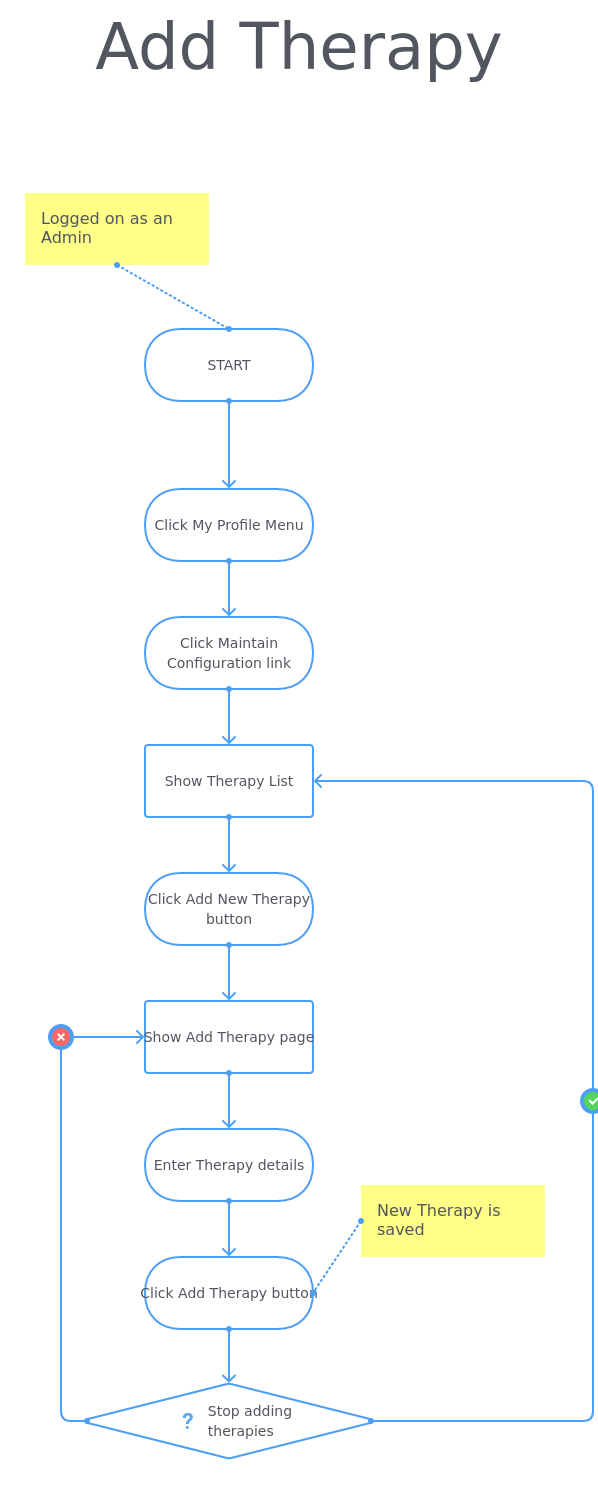 Add Therapy
Logged on as an
Admin
START
Click My Profile Menu
Click Maintain
Configuration link
Show Therapy List
Click Add New Therapy
button
Show Add Therapy page
Enter Therapy details
New Therapy is
saved
Click Add Therapy button
? Stop adding
therapies